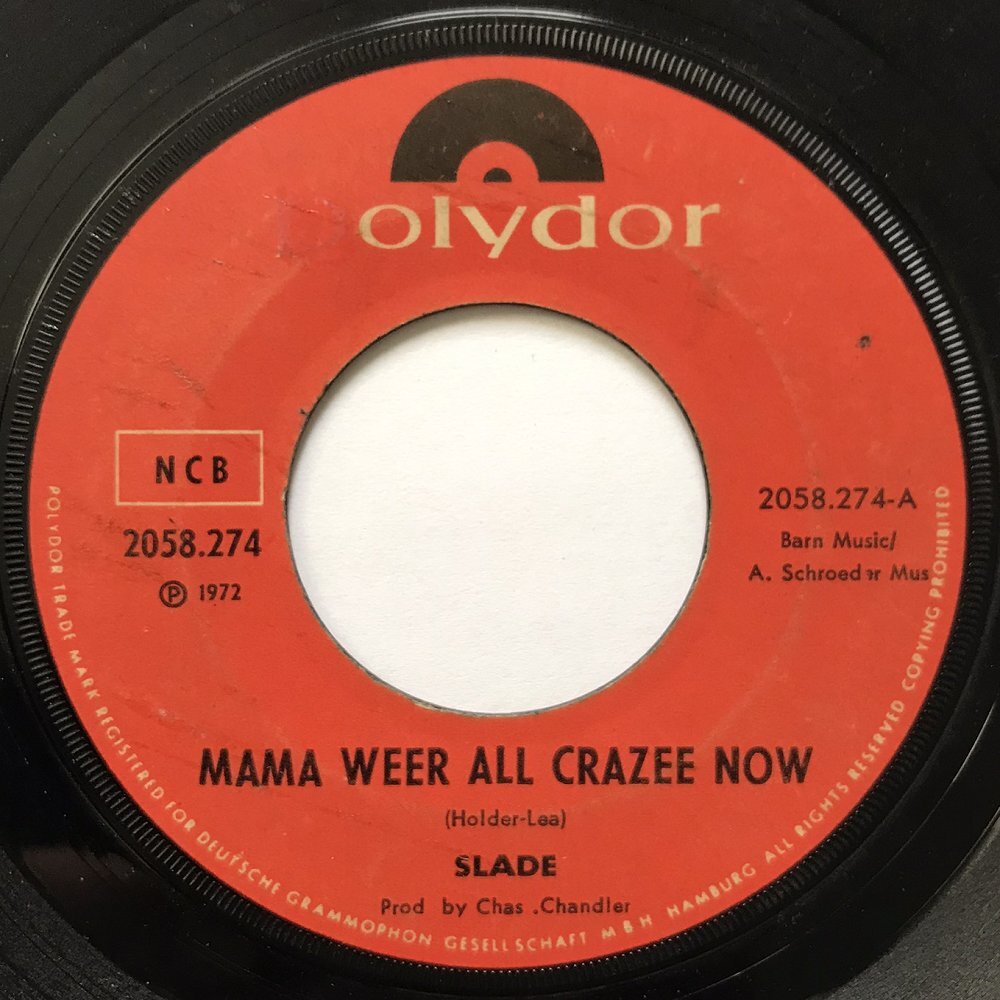 Polydor
NCB
2058.274
℗ 1972
2058.274-A
Barn Music/
A. Schroeder Mus
MAMA WEER ALL CRAZEE NOW
(Holder-Lea)
SLADE
Prod by Chas .Chandler
POLYDOR TRADE MARK REGISTERED FOR DEUTSCHE GRAMMOPHON GESELLSCHAFT MBH HAMBURG ALL RIGHTS RESERVED COPYING PROHIBITED